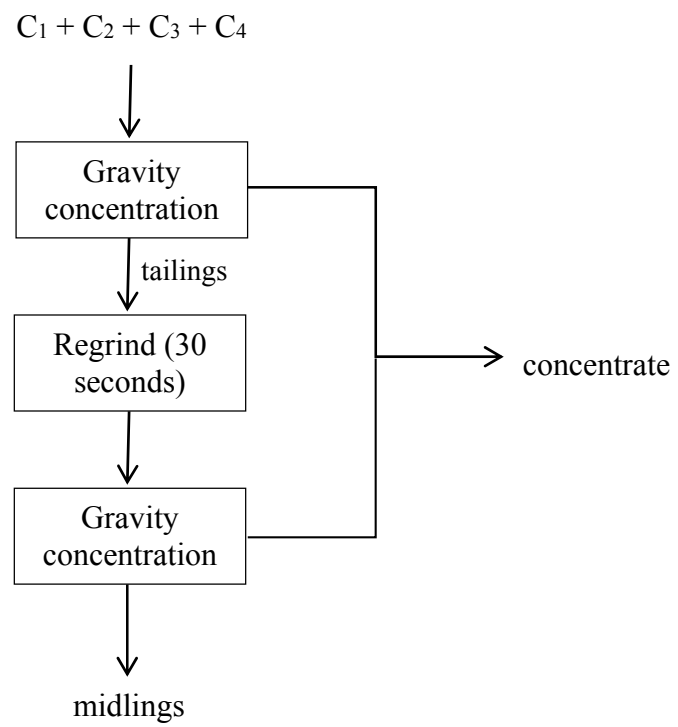 C₁ + C₂ + C₃ + C₄
Gravity
concentration
tailings
Regrind (30
seconds)
concentrate
Gravity
concentration
midlings